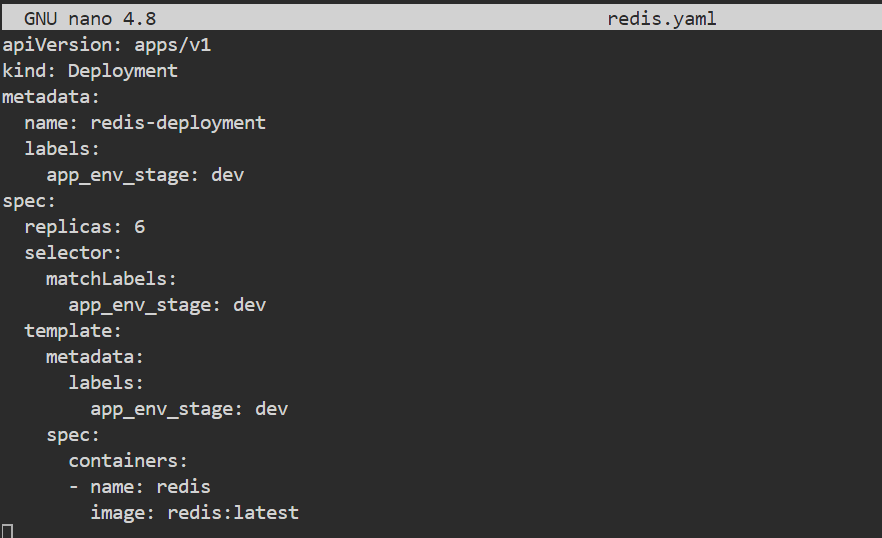 GNU nano 4.8 redis.yaml
apiVersion: apps/v1
kind: Deployment
metadata:
  name: redis-deployment
  labels:
    app_env_stage: dev
spec:
  replicas: 6
  selector:
    matchLabels:
      app_env_stage: dev
  template:
    metadata:
      labels:
        app_env_stage: dev
    spec:
      containers:
      - name: redis
        image: redis:latest